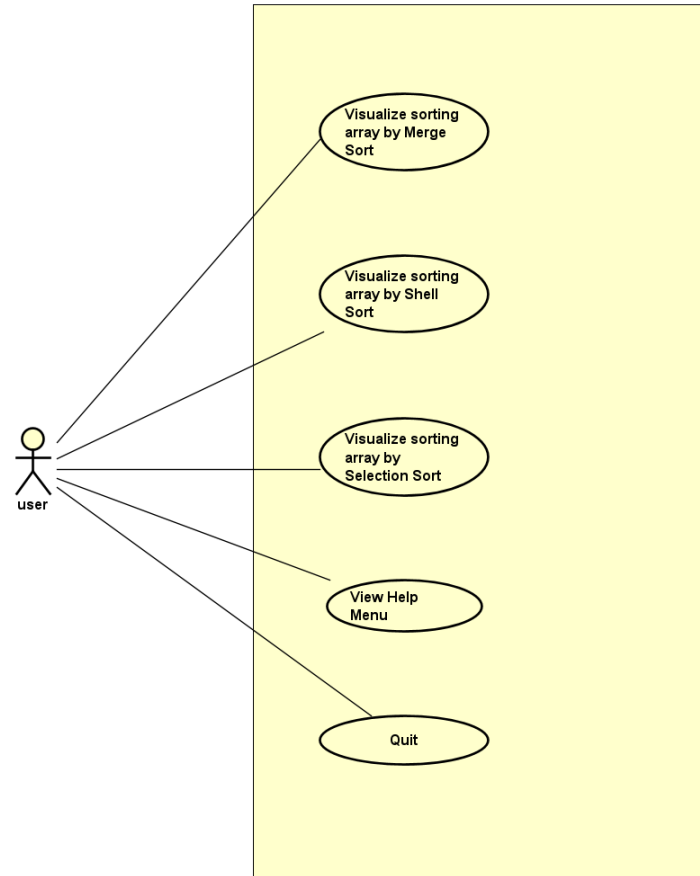 Visualize sorting
array by Merge
Sort
Visualize sorting
array by Shell
Sort
Visualize sorting
array by
Selection Sort
user
View Help
Menu
Quit